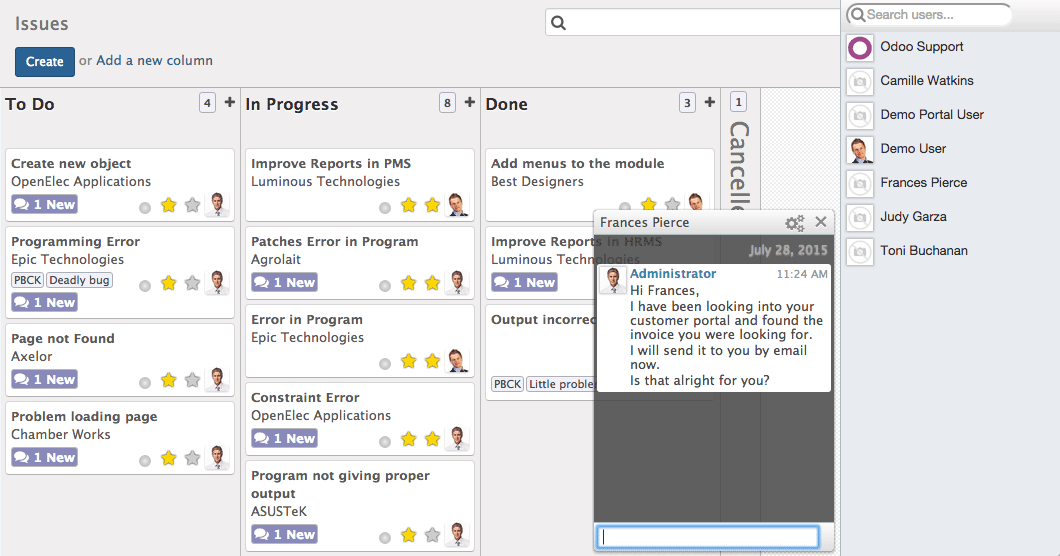 Issues
Create or Add a new column
To Do 4 +
Create new object
OpenElec Applications
1 New
Programming Error
Epic Technologies
PBCK Deadly bug
1 New
Page not Found
Axelor
1 New
Problem loading page
Chamber Works
1 New
In Progress 8 +
Improve Reports in PMS
Luminous Technologies
Patches Error in Program
Agrolait
1 New
Error in Program
Epic Technologies
Constraint Error
OpenElec Applications
1 New
Program not giving proper
output
ASUSTeK
1 New
Done 3 +
Add menus to the module
Best Designers
Improve Reports in HRMS
Luminous Technologies
1 New
Output incorrec
PBCK Little problem
1
Cancelle
Frances Pierce
July 28, 2015
Administrator 11:24 AM
Hi Frances,
I have been looking into your
customer portal and found the
invoice you were looking for.
I will send it to you by email
now.
Is that alright for you?
Search users...
Odoo Support
Camille Watkins
Demo Portal User
Demo User
Frances Pierce
Judy Garza
Toni Buchanan